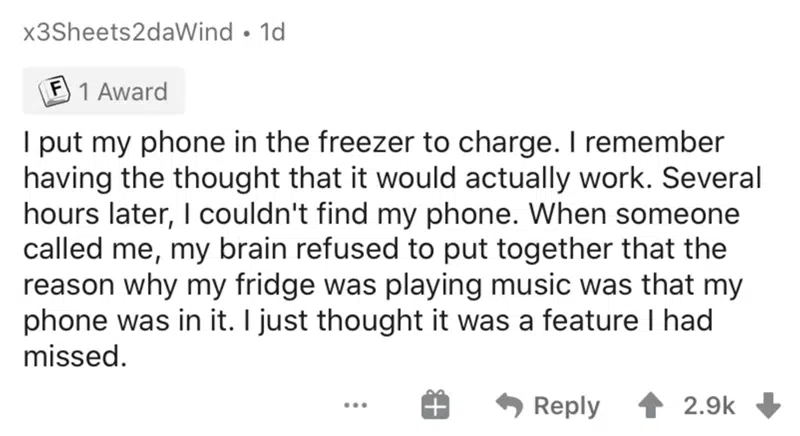 x3Sheets2daWind • 1d
F 1 Award
I put my phone in the freezer to charge. I remember
having the thought that it would actually work. Several
hours later, I couldn't find my phone. When someone
called me, my brain refused to put together that the
reason why my fridge was playing music was that my
phone was in it. I just thought it was a feature I had
missed.
... Reply 2.9k